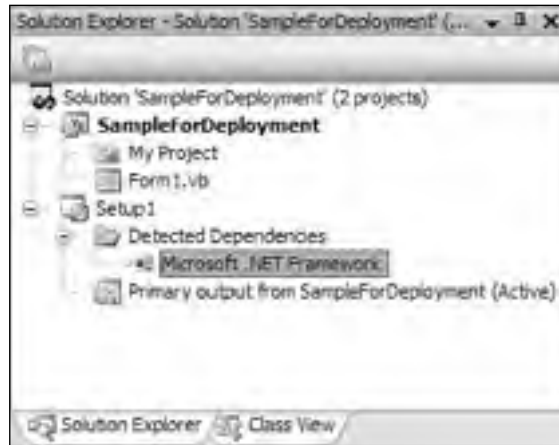 Solution Explorer - Solution 'SampleForDeployment' (...
Solution 'SampleForDeployment' (2 projects)
SampleForDeployment
My Project
Form1.vb
Setup1
Detected Dependencies
Microsoft .NET Framework
Primary output from SampleForDeployment (Active)
Solution Explorer Class View